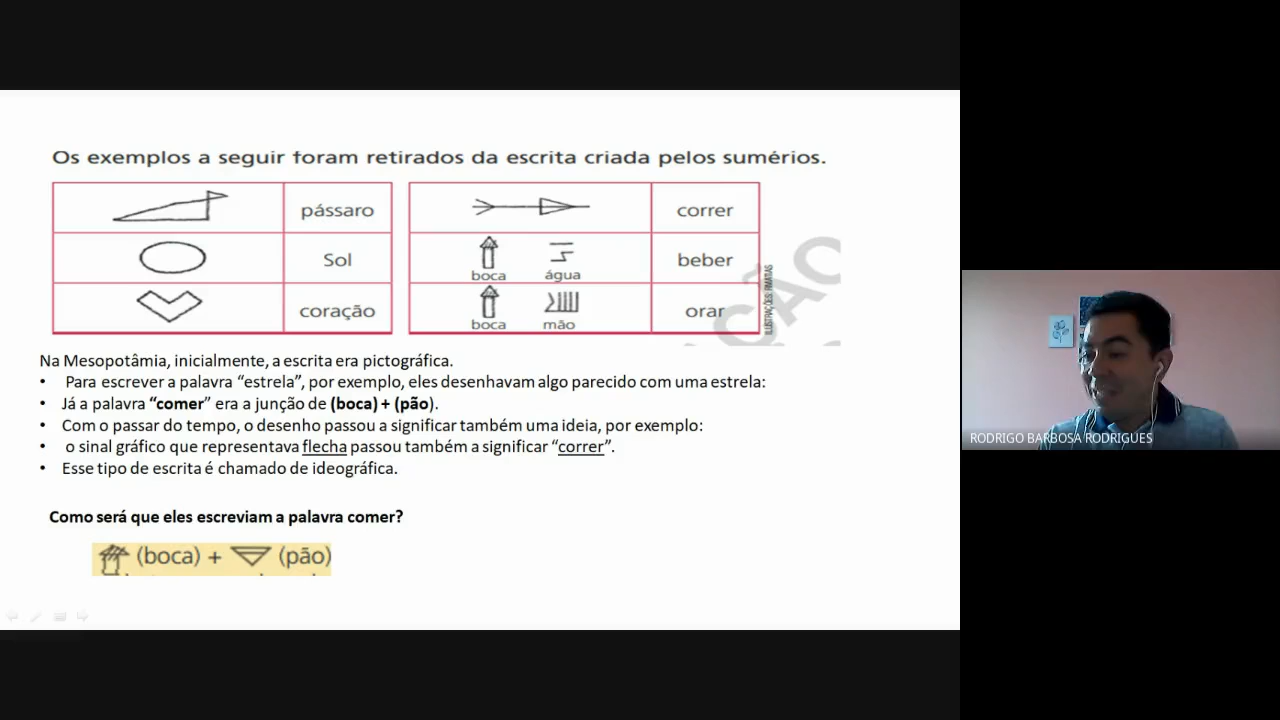 Os exemplos a seguir foram retirados da escrita criada pelos sumérios.
pássaro
Sol
coração
correr
boca água beber
boca mão orar
ILUSTRAÇÕES: RIMATIAS
ÇÃO
Na Mesopotâmia, inicialmente, a escrita era pictográfica.
• Para escrever a palavra “estrela”, por exemplo, eles desenhavam algo parecido com uma estrela:
• Já a palavra “comer” era a junção de (boca) + (pão).
• Com o passar do tempo, o desenho passou a significar também uma ideia, por exemplo:
• o sinal gráfico que representava flecha passou também a significar “correr”.
• Esse tipo de escrita é chamado de ideográfica.
Como será que eles escreviam a palavra comer?
(boca) + (pão)
RODRIGO BARBOSA RODRIGUES